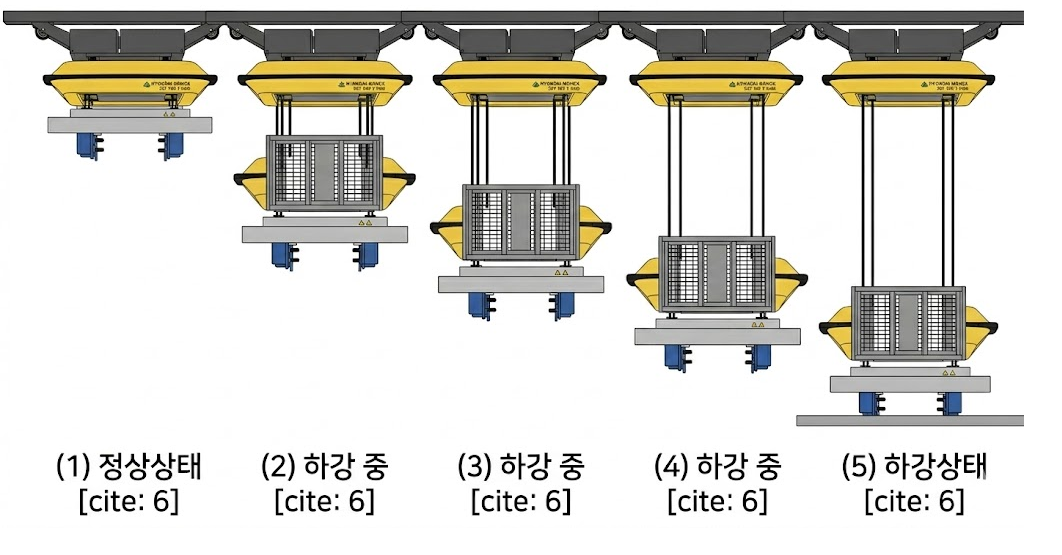 (1) 정상상태
[cite: 6]
(2) 하강 중
[cite: 6]
(3) 하강 중
[cite: 6]
(4) 하강 중
[cite: 6]
(5) 하강상태
[cite: 6]